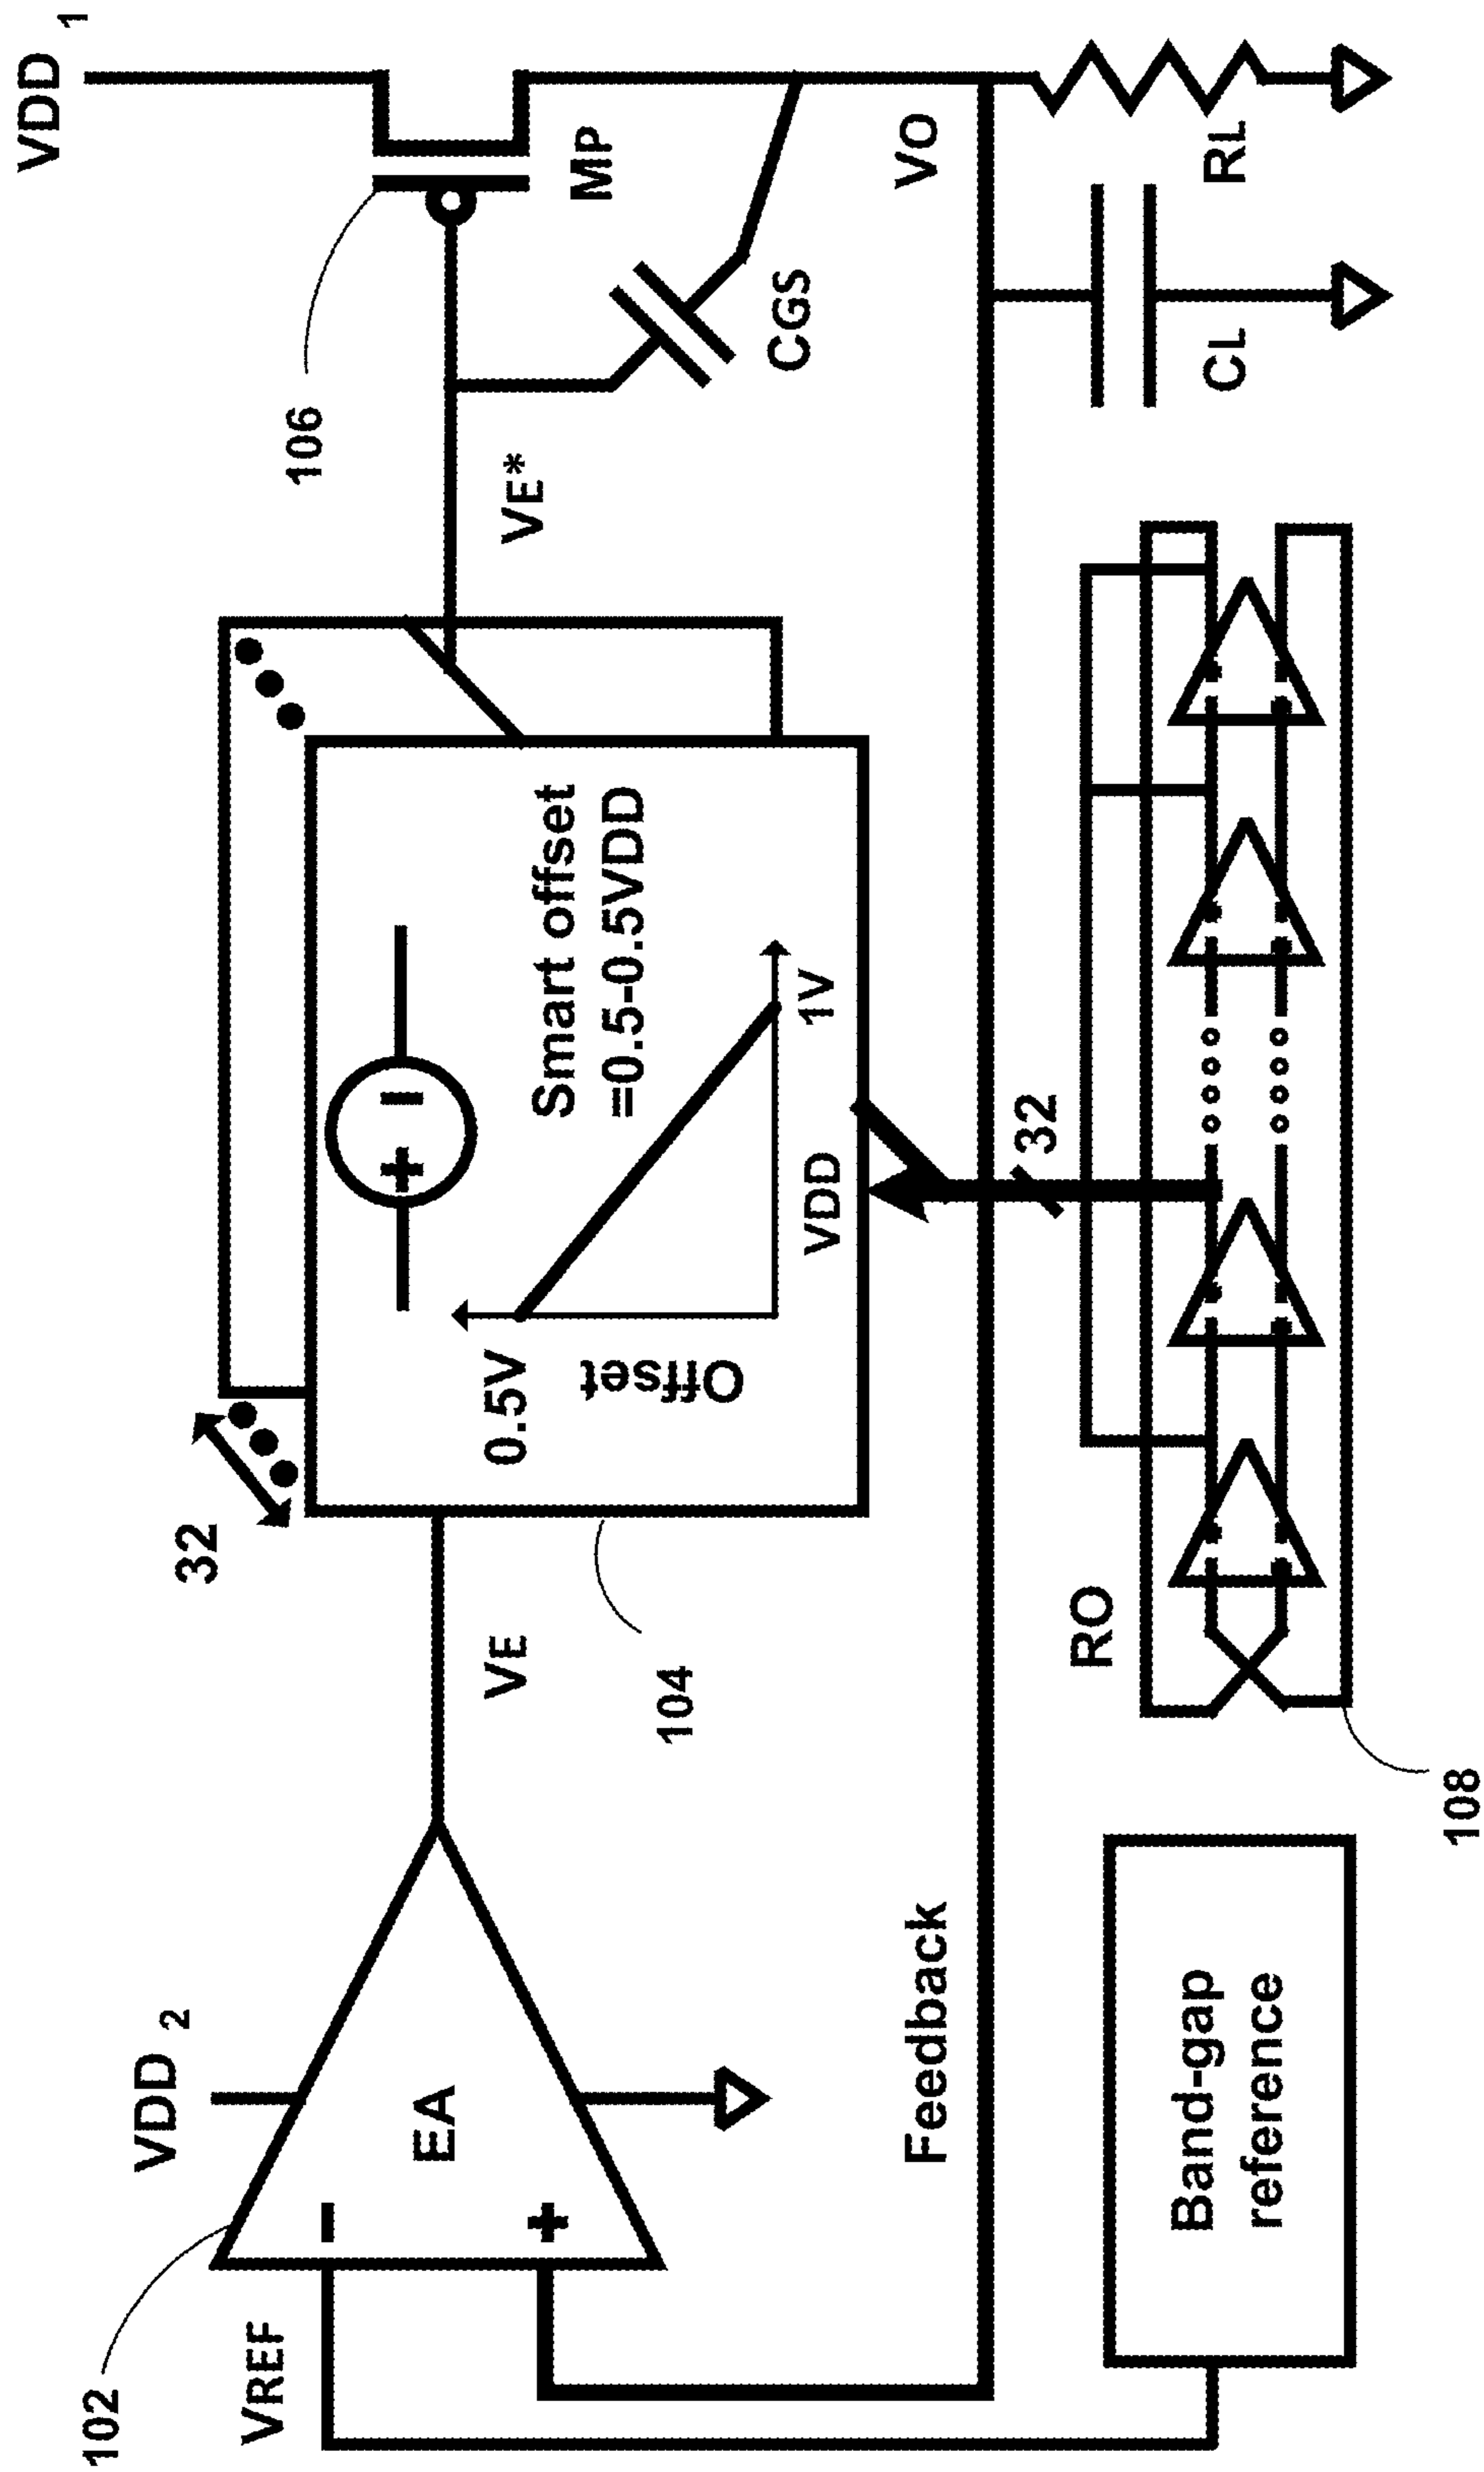 VDD 1
VDD 2
102
VREF
EA
VE
32
104
0.5V
Offset
Smart offset
=0.5-0.5VDD
VDD
1V
VE*
106
MP
CGS
VO
Feedback
32
Band-gap
reference
RO
108
CL
RL